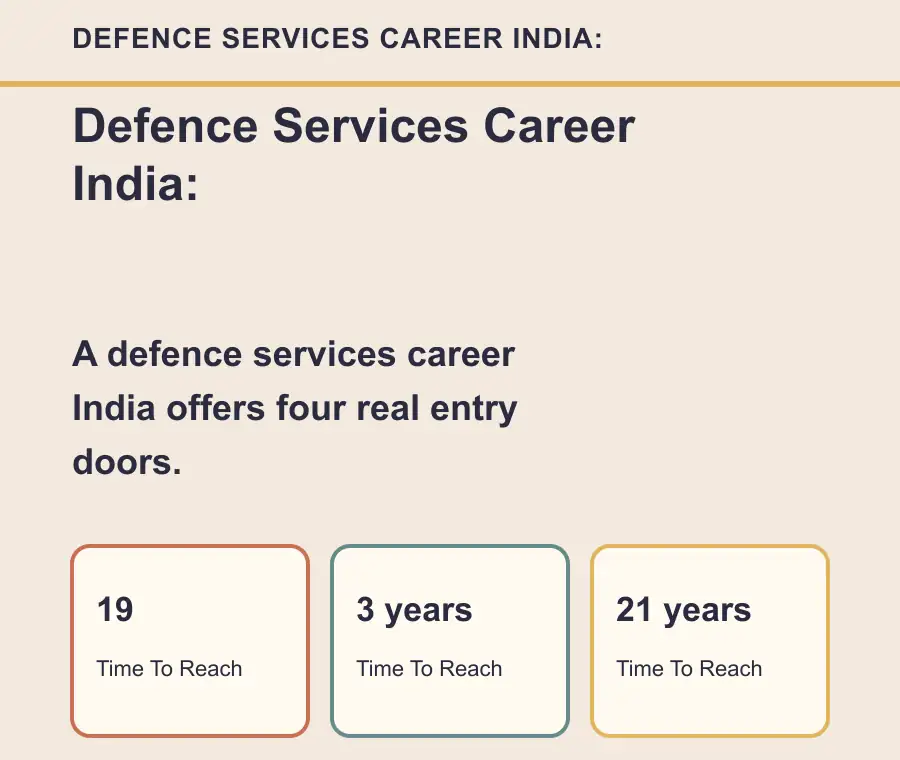 DEFENCE SERVICES CAREER INDIA:
Defence Services Career
India:
A defence services career
India offers four real entry
doors.
19
Time To Reach
3 years
Time To Reach
21 years
Time To Reach